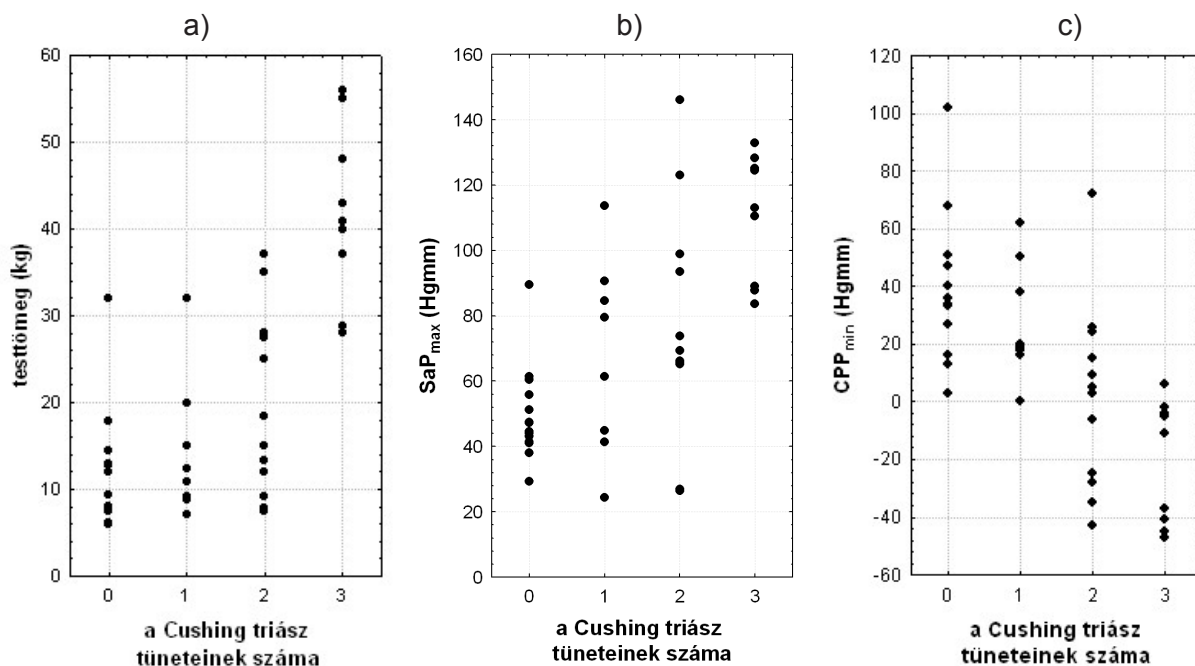 a)
60
50
40
30
20
10
0
testtömeg (kg)
0 1 2 3
a Cushing triász
tüneteinek száma
b)
160
140
120
100
80
60
40
20
0
SaPmax (Hgmm)
0 1 2 3
a Cushing triász
tüneteinek száma
c)
120
100
80
60
40
20
0
-20
-40
-60
CPPmin (Hgmm)
0 1 2 3
a Cushing triász
tüneteinek száma